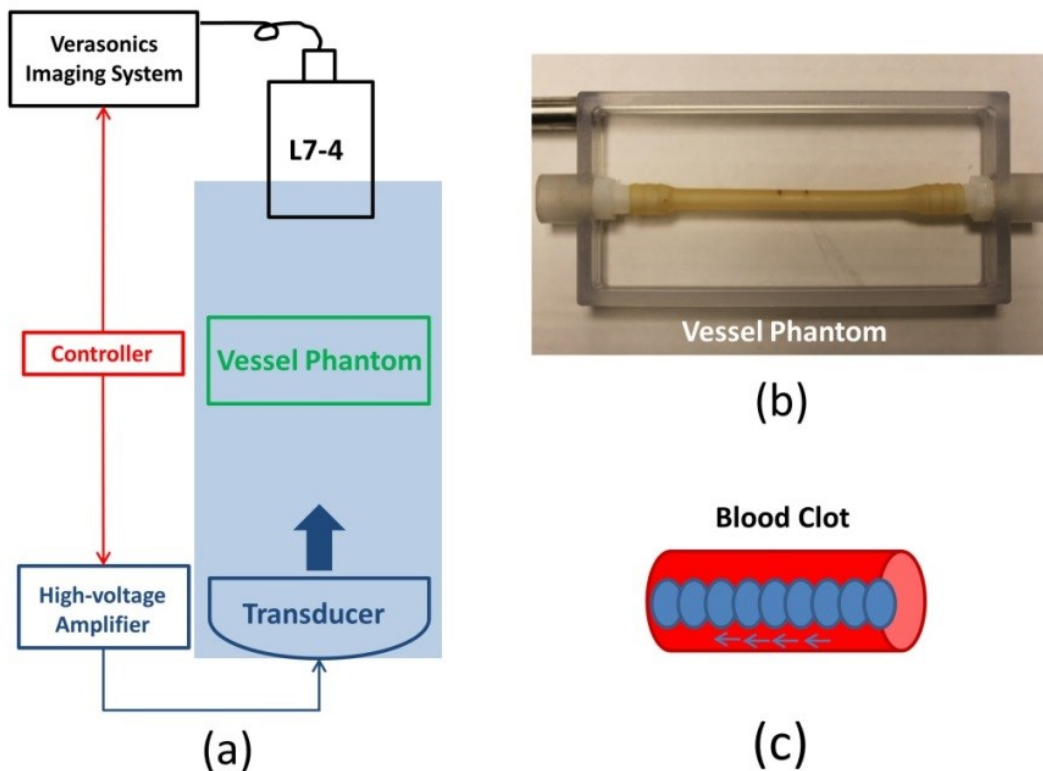 Verasonics
Imaging System
L7-4
Controller
Vessel Phantom
High-voltage
Amplifier
Transducer
(a)
Vessel Phantom
(b)
Blood Clot
(c)